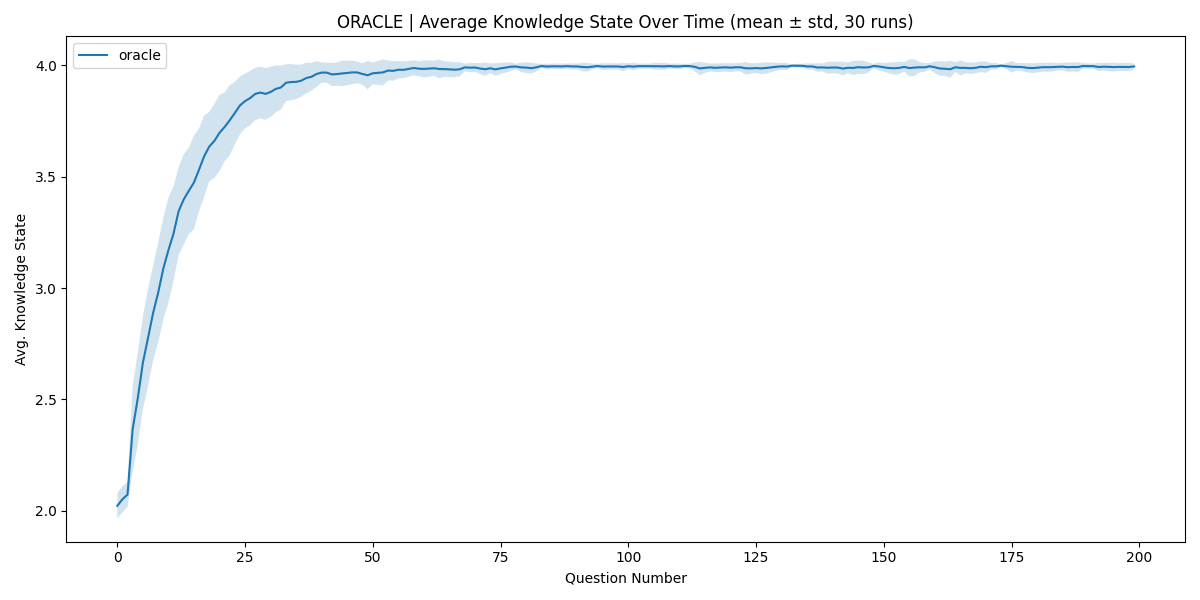 ORACLE | Average Knowledge State Over Time (mean ± std, 30 runs)
oracle
4.0
3.5
3.0
2.5
2.0
Avg. Knowledge State
0 25 50 75 100 125 150 175 200
Question Number